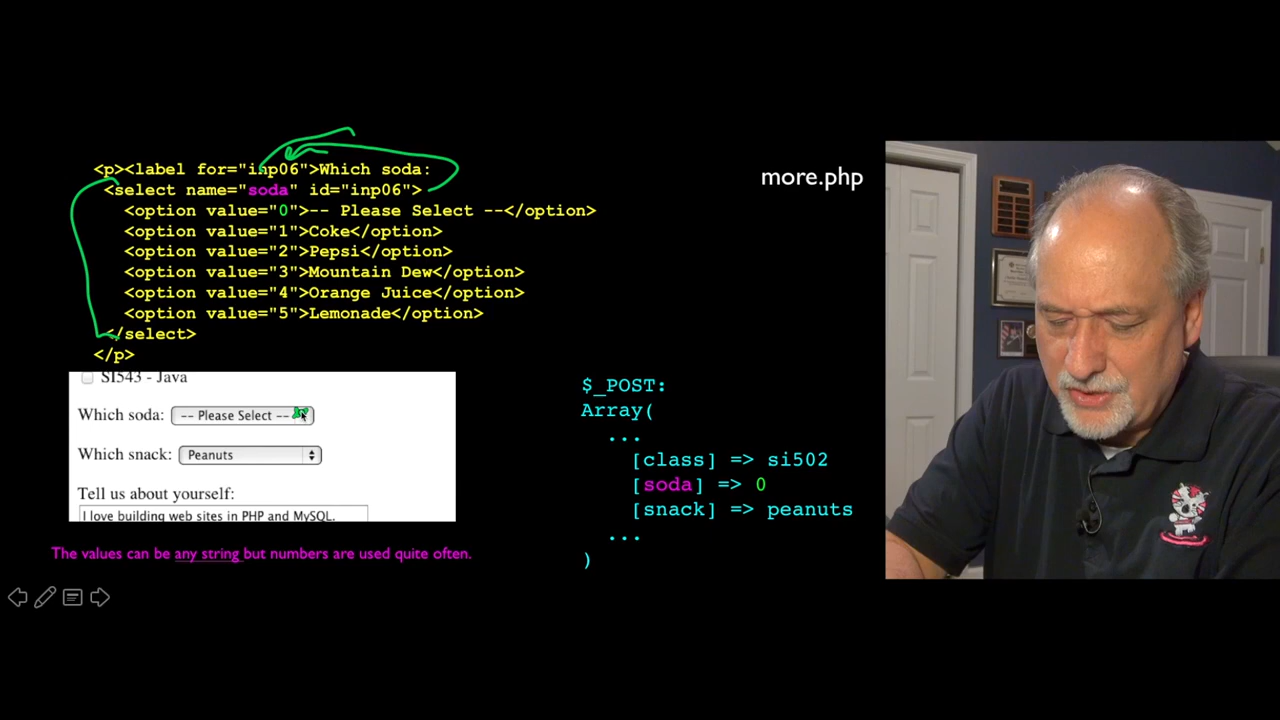 <p><label for="inp06">Which soda:
<select name="soda" id="inp06">
<option value="0">-- Please Select --</option>
<option value="1">Coke</option>
<option value="2">Pepsi</option>
<option value="3">Mountain Dew</option>
<option value="4">Orange Juice</option>
<option value="5">Lemonade</option>
</select>
</p>
more.php
SI543 - Java
Which soda: -- Please Select --
Which snack: Peanuts
Tell us about yourself:
I love building web sites in PHP and MySQL.
The values can be any string but numbers are used quite often.
$_POST:
Array(
...
[class] => si502
[soda] => 0
[snack] => peanuts
...
)